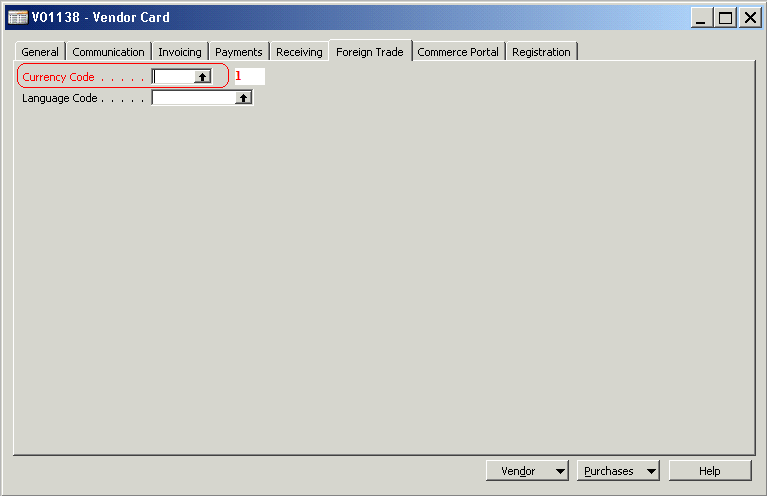 V01138 - Vendor Card
General Communication Invoicing Payments Receiving Foreign Trade Commerce Portal Registration
Currency Code . . . . . 1
Language Code . . . . .
Vendor Purchases Help